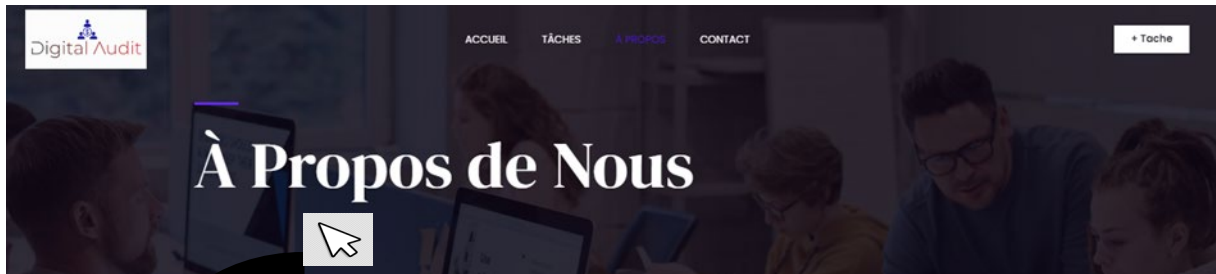 Digital Audit
ACCUEIL TÂCHES À PROPOS CONTACT
+ Tache
À Propos de Nous